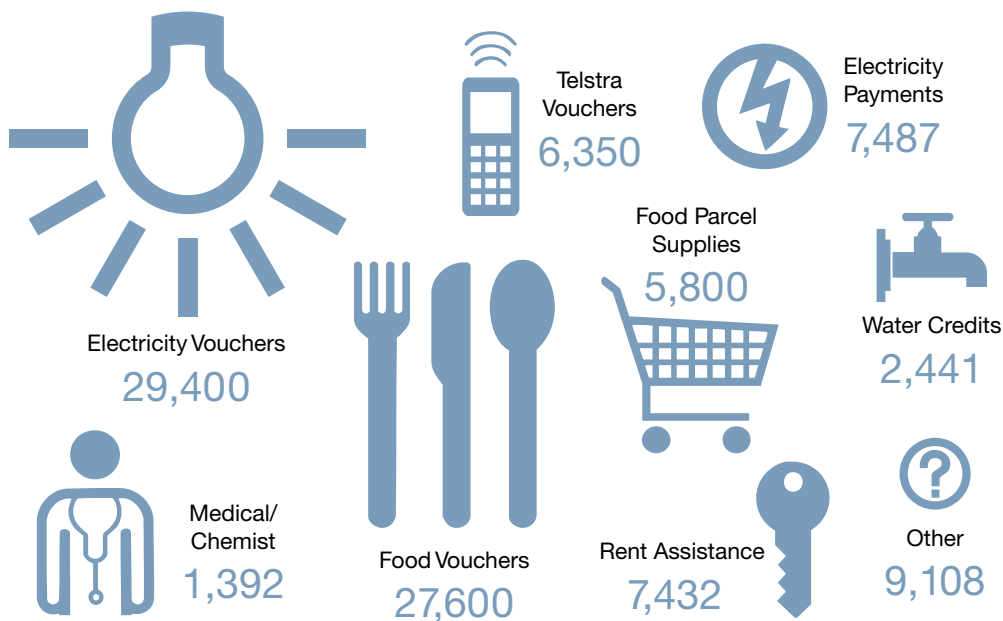 Telstra
Vouchers
6,350
Electricity
Payments
7,487
Electricity Vouchers
29,400
Food Parcel
Supplies
5,800
Water Credits
2,441
Medical/
Chemist
1,392
Food Vouchers
27,600
Rent Assistance
7,432
?
Other
9,108